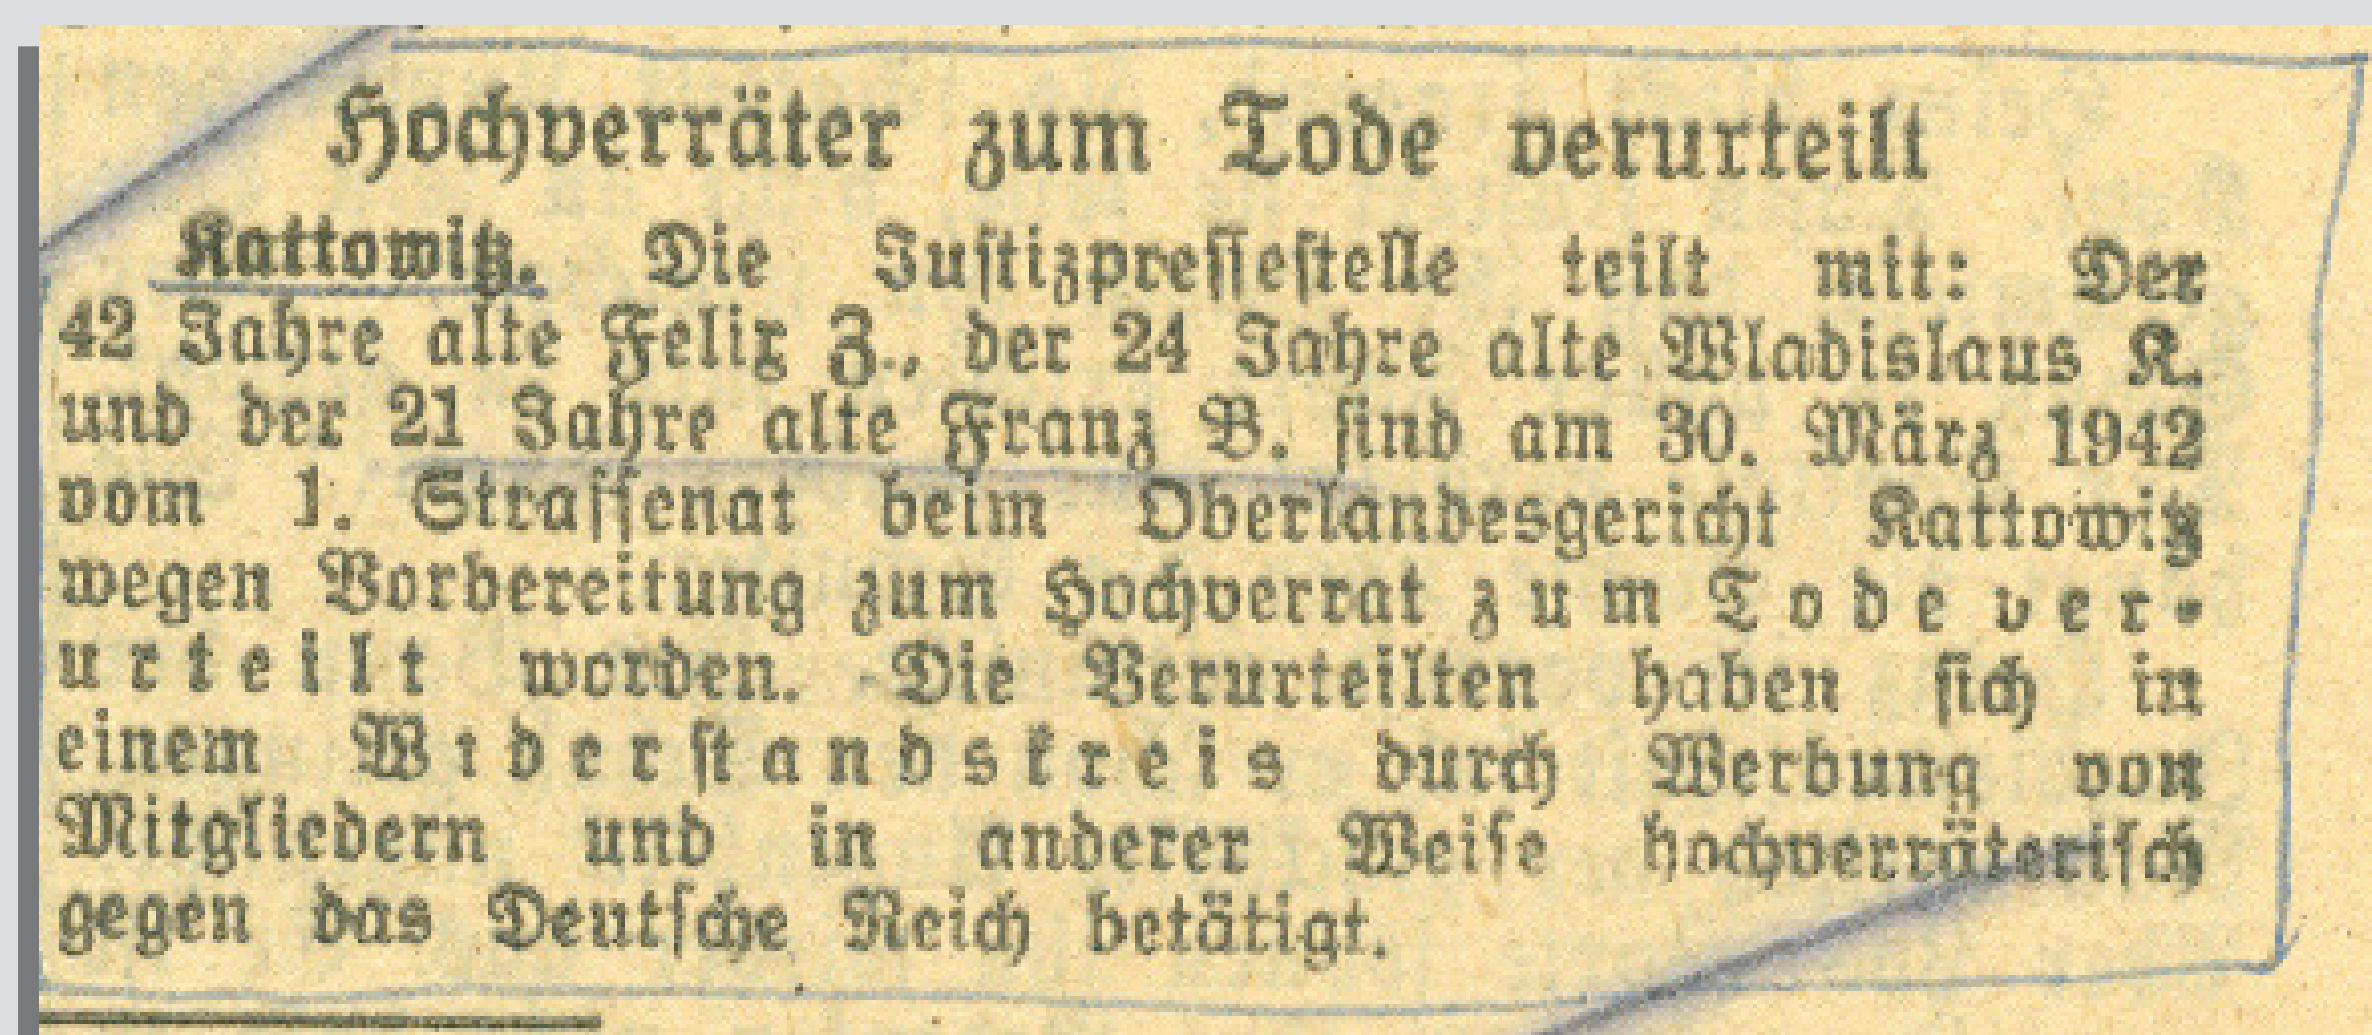 Hochverräter zum Tode verurteilt
Kattowitz. Die Justizpressestelle teilt mit: Der
42 Jahre alte Felix Z., der 24 Jahre alte Wladislaus K.
und der 21 Jahre alte Franz B. sind am 30. März 1942
vom 1. Strafsenat beim Oberlandesgericht Kattowitz
wegen Vorbereitung zum Hochverrat zum Tode ver-
urteilt worden. Die Verurteilten haben sich in
einem Widerstandskreis durch Werbung von
Mitgliedern und in anderer Weise hochverräterisch
gegen das Deutsche Reich betätigt.